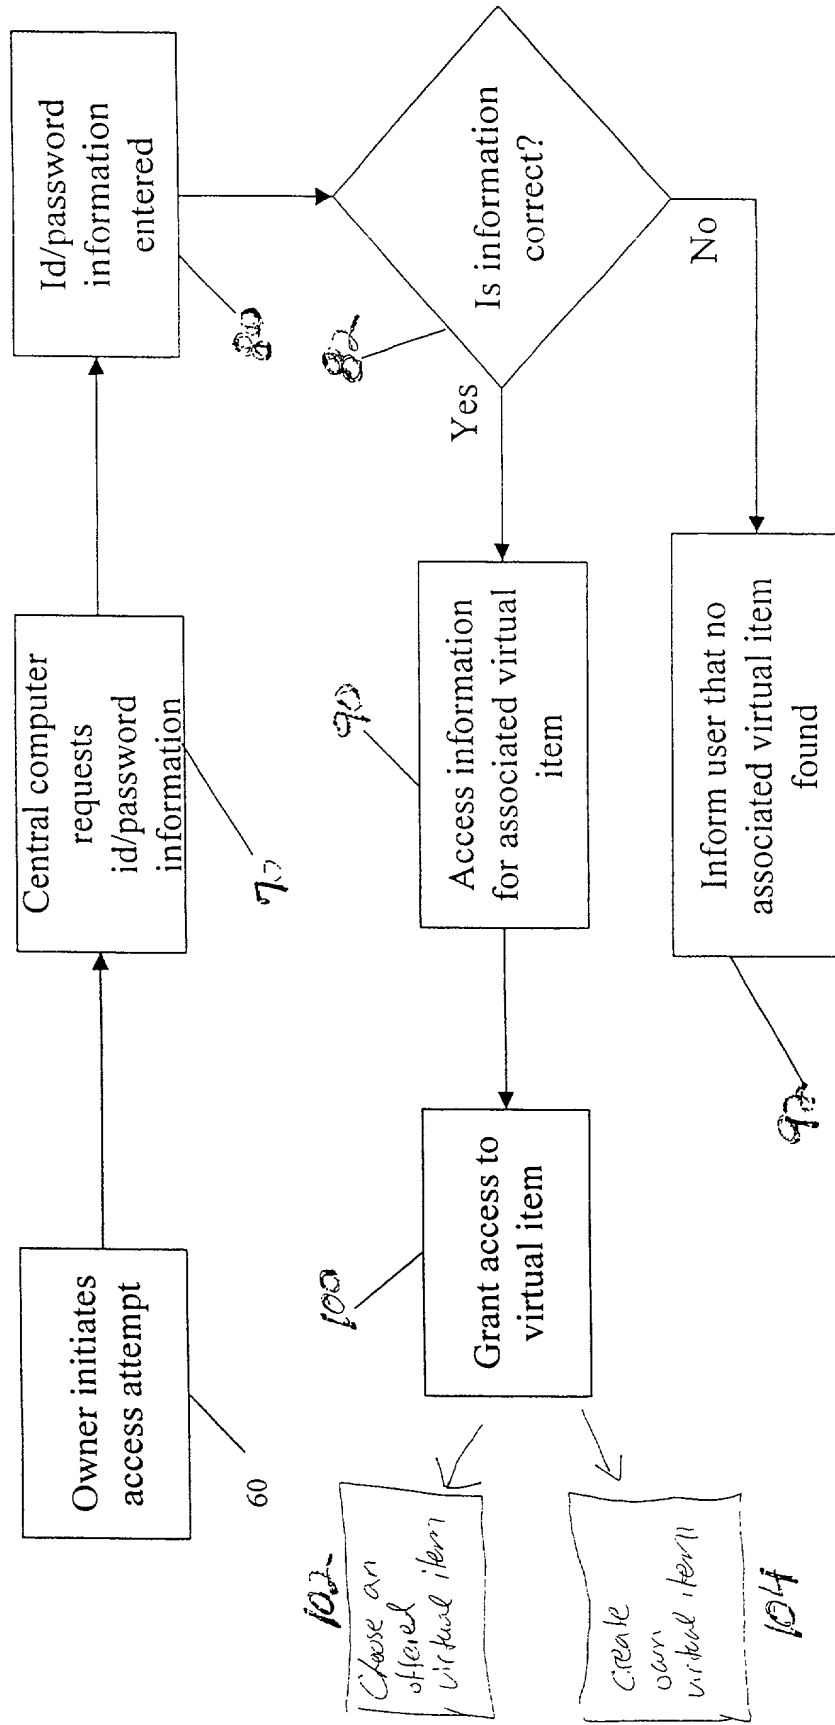 Owner initiates
access attempt
60
Central computer
requests
id/password
information
70
Id/password
information
entered
80
Is information
correct?
82
Yes
No
Access information
for associated virtual
item
90
Inform user that no
associated virtual item
found
92
Grant access to
virtual item
100
Choose an
offered
virtual item
102
create
own
virtual item
104